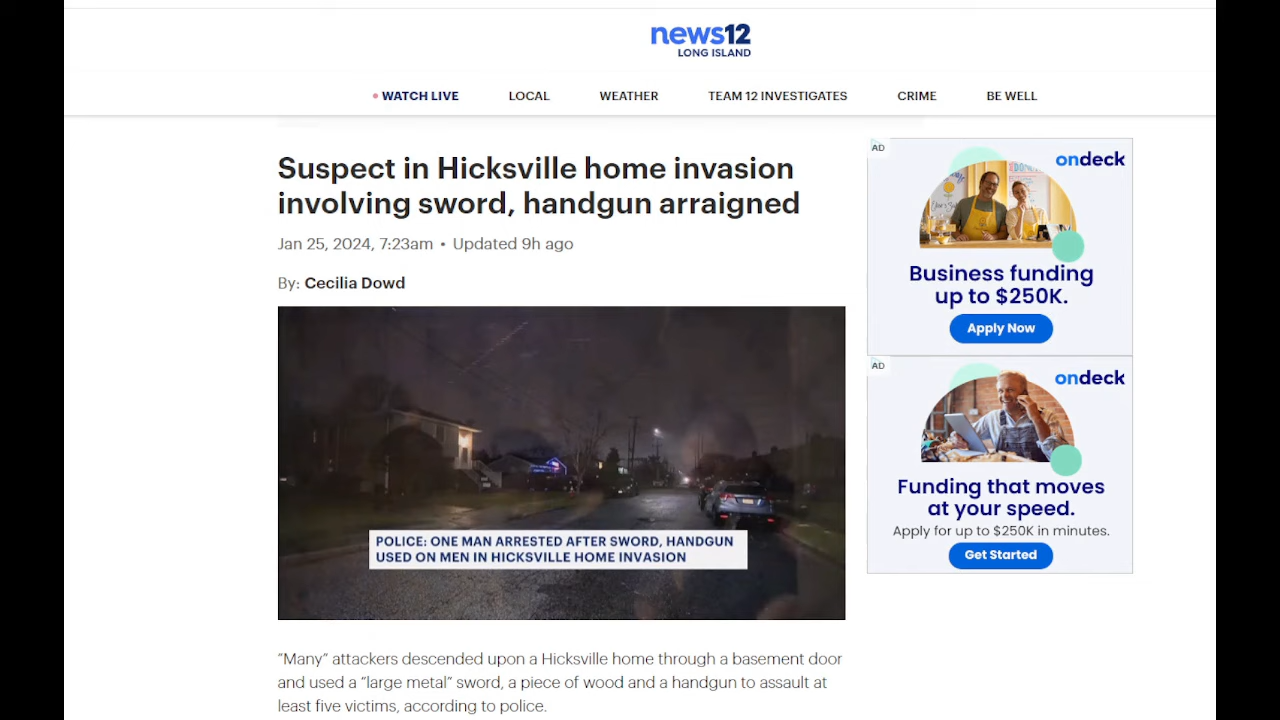 news12
LONG ISLAND
WATCH LIVE
LOCAL
WEATHER
TEAM 12 INVESTIGATES
CRIME
BE WELL
Suspect in Hicksville home invasion
involving sword, handgun arraigned
Jan 25, 2024, 7:23am • Updated 9h ago
By: Cecilia Dowd
POLICE: ONE MAN ARRESTED AFTER SWORD, HANDGUN
USED ON MEN IN HICKSVILLE HOME INVASION
“Many” attackers descended upon a Hicksville home through a basement door
and used a “large metal” sword, a piece of wood and a handgun to assault at
least five victims, according to police.
AD
ondeck
Business funding
up to $250K.
Apply Now
AD
ondeck
Funding that moves
at your speed.
Apply for up to $250K in minutes.
Get Started